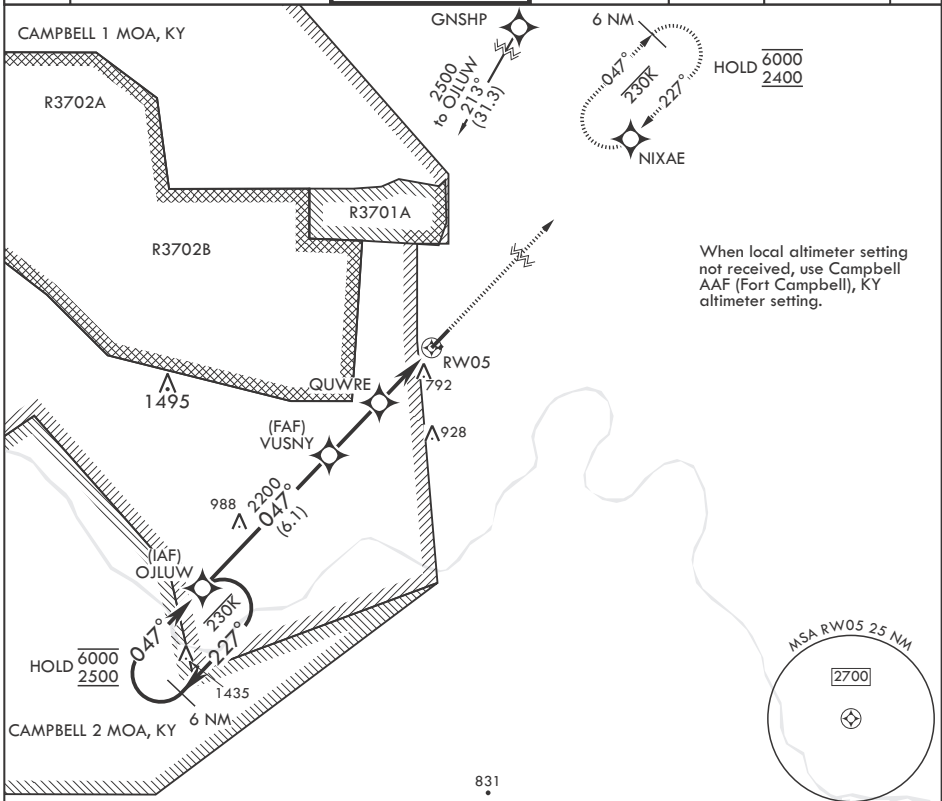 CAMPBELL 1 MOA, KY
GNSHP
6 NM
R3702A
2500
to OJLUW
213°
(31.3)
047°
230K
227°
HOLD 6000
2400
NIXAE
R3701A
R3702B
When local altimeter setting
not received, use Campbell
AAF (Fort Campbell), KY
altimeter setting.
RW05
QUWRE
792
1495
(FAF)
VUSNY
928
988
2200
047°
(6.1)
(IAF)
OJLUW
230K
047°
227°
HOLD 6000
2500
1435
6 NM
CAMPBELL 2 MOA, KY
MSA RW05 25 NM
2700
831